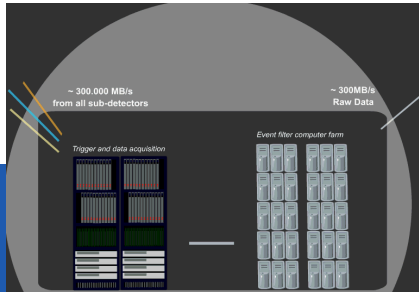 ~ 300.000 MB/s
from all sub-detectors
~ 300MB/s
Raw Data
Trigger and data acquisition
Event filter computer farm